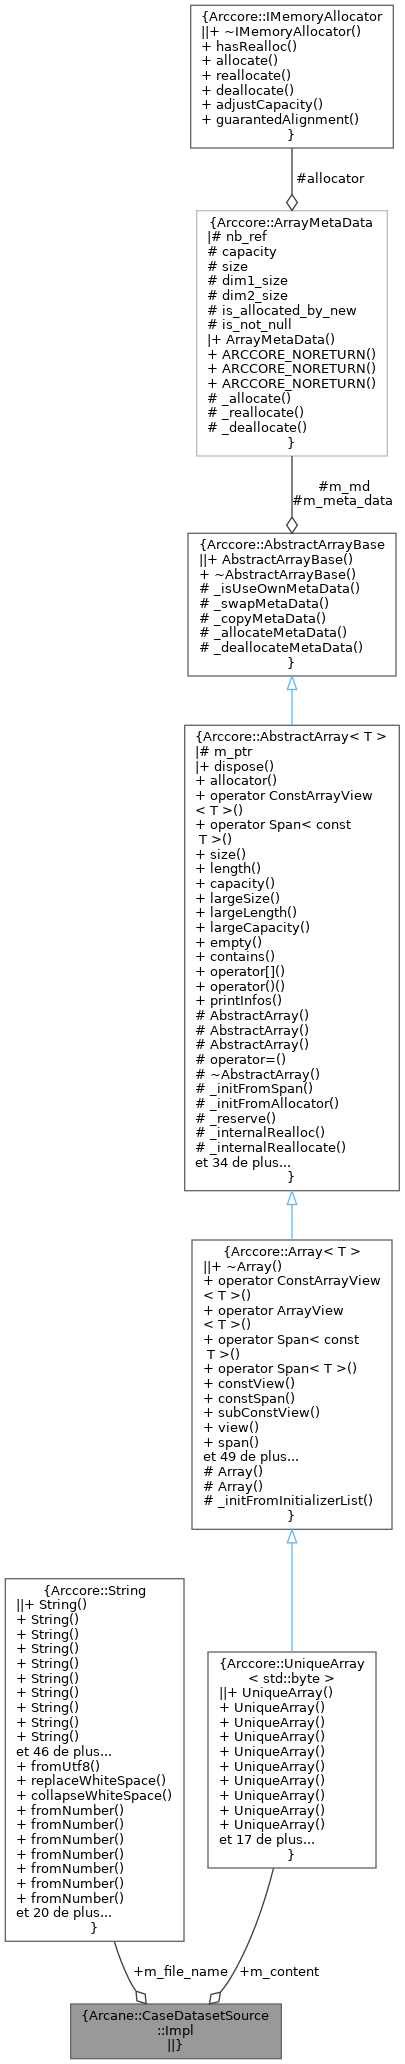 {Arccore::IMemoryAllocator
||+ ~IMemoryAllocator()
+ hasRealloc()
+ allocate()
+ reallocate()
+ deallocate()
+ adjustCapacity()
+ guarantedAlignment()
}
#allocator
{Arccore::ArrayMetaData
|# nb_ref
# capacity
# size
# dim1_size
# dim2_size
# is_allocated_by_new
# is_not_null
|+ ArrayMetaData()
+ ARCCORE_NORETURN()
+ ARCCORE_NORETURN()
+ ARCCORE_NORETURN()
# _allocate()
# _reallocate()
# _deallocate()
}
#m_md
#m_meta_data
{Arccore::AbstractArrayBase
||+ AbstractArrayBase()
+ ~AbstractArrayBase()
# _isUseOwnMetaData()
# _swapMetaData()
# _copyMetaData()
# _allocateMetaData()
# _deallocateMetaData()
}
{Arccore::AbstractArray< T >
|# m_ptr
|+ dispose()
+ allocator()
+ operator ConstArrayView
< T >()
+ operator Span< const
T >()
+ size()
+ length()
+ capacity()
+ largeSize()
+ largeLength()
+ largeCapacity()
+ empty()
+ contains()
+ operator[]()
+ operator()()
+ printInfos()
# AbstractArray()
# AbstractArray()
# AbstractArray()
# operator=()
# ~AbstractArray()
# _initFromSpan()
# _initFromAllocator()
# _reserve()
# _internalRealloc()
# _internalReallocate()
et 34 de plus...
}
{Arccore::Array< T >
||+ ~Array()
+ operator ConstArrayView
< T >()
+ operator ArrayView
< T >()
+ operator Span< const
T >()
+ operator Span< T >()
+ constView()
+ constSpan()
+ subConstView()
+ view()
+ span()
et 49 de plus...
# Array()
# Array()
# _initFromInitializerList()
}
{Arccore::String
||+ String()
+ String()
+ String()
+ String()
+ String()
+ String()
+ String()
+ String()
+ String()
+ String()
et 46 de plus...
+ fromUtf8()
+ replaceWhiteSpace()
+ collapseWhiteSpace()
+ fromNumber()
+ fromNumber()
+ fromNumber()
+ fromNumber()
+ fromNumber()
+ fromNumber()
+ fromNumber()
et 20 de plus...
}
{Arccore::UniqueArray
< std::byte >
||+ UniqueArray()
+ UniqueArray()
+ UniqueArray()
+ UniqueArray()
+ UniqueArray()
+ UniqueArray()
+ UniqueArray()
+ UniqueArray()
+ UniqueArray()
+ UniqueArray()
et 17 de plus...
}
+m_file_name
+m_content
{Arcane::CaseDatasetSource
::Impl
||}